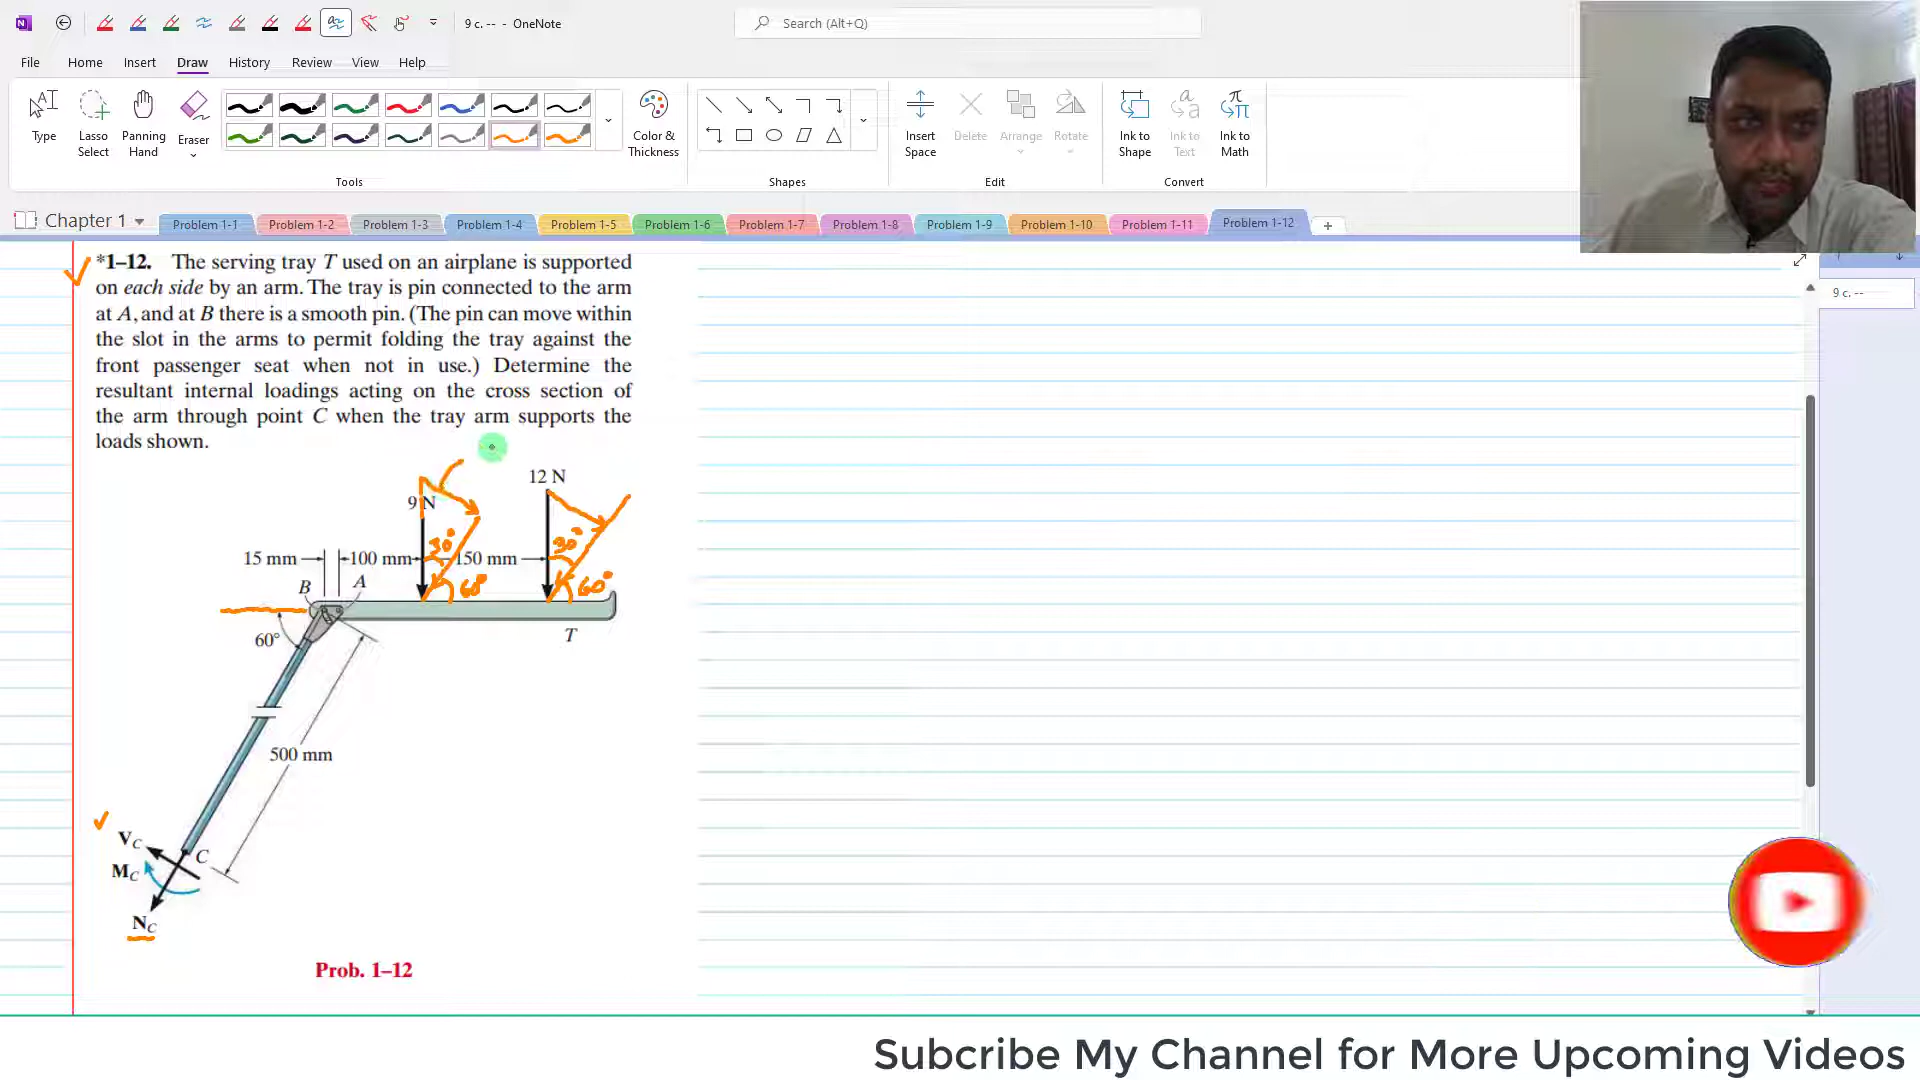 9 c. -- - OneNote
Search (Alt+Q)
File Home Insert Draw History Review View Help
Type
Lasso Select
Panning Hand
Eraser
Color & Thickness
Insert Space
Delete
Arrange
Rotate
Ink to Shape
Ink to Text
Ink to Math
Tools
Shapes
Edit
Convert
Chapter 1
Problem 1-1 Problem 1-2 Problem 1-3 Problem 1-4 Problem 1-5 Problem 1-6 Problem 1-7 Problem 1-8 Problem 1-9 Problem 1-10 Problem 1-11 Problem 1-12
9 c. --
*1–12. The serving tray T used on an airplane is supported
on each side by an arm. The tray is pin connected to the arm
at A, and at B there is a smooth pin. (The pin can move within
the slot in the arms to permit folding the tray against the
front passenger seat when not in use.) Determine the
resultant internal loadings acting on the cross section of
the arm through point C when the tray arm supports the
loads shown.
12 N
9 N
30° 30°
15 mm 100 mm 150 mm
B A
60° 60°
60°
T
500 mm
VC
C
MC
NC
Prob. 1–12
Subcribe My Channel for More Upcoming Videos